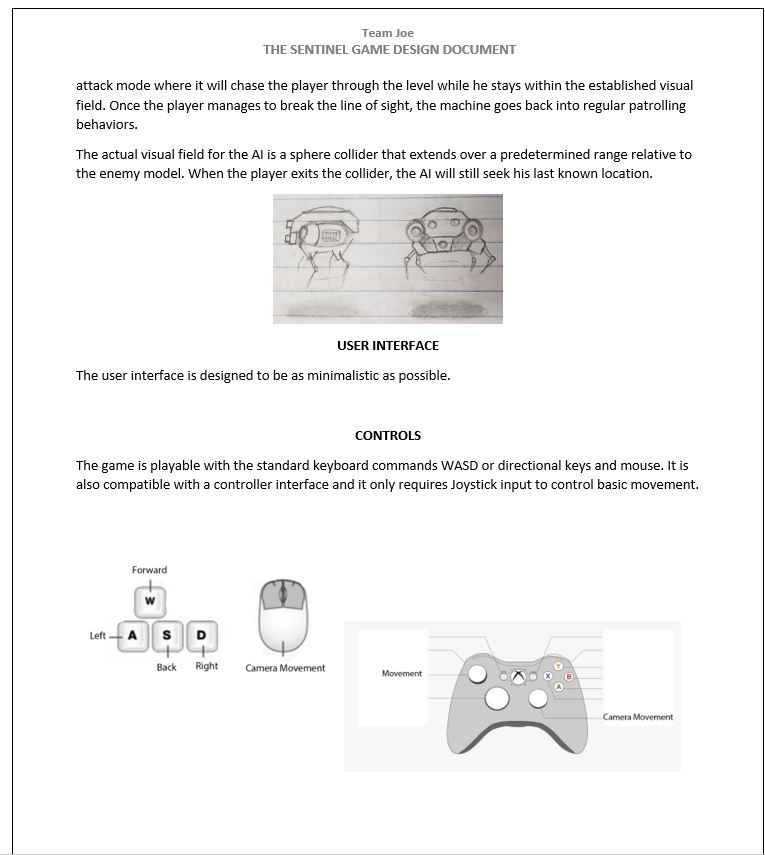 Team Joe
THE SENTINEL GAME DESIGN DOCUMENT
attack mode where it will chase the player through the level while he stays within the established visual
field. Once the player manages to break the line of sight, the machine goes back into regular patrolling
behaviors.
The actual visual field for the AI is a sphere collider that extends over a predetermined range relative to
the enemy model. When the player exits the collider, the AI will still seek his last known location.
USER INTERFACE
The user interface is designed to be as minimalistic as possible.
CONTROLS
The game is playable with the standard keyboard commands WASD or directional keys and mouse. It is
also compatible with a controller interface and it only requires Joystick input to control basic movement.
Forward
W
Left A S D
Back Right
Camera Movement
Movement
Y
X B
A
Camera Movement